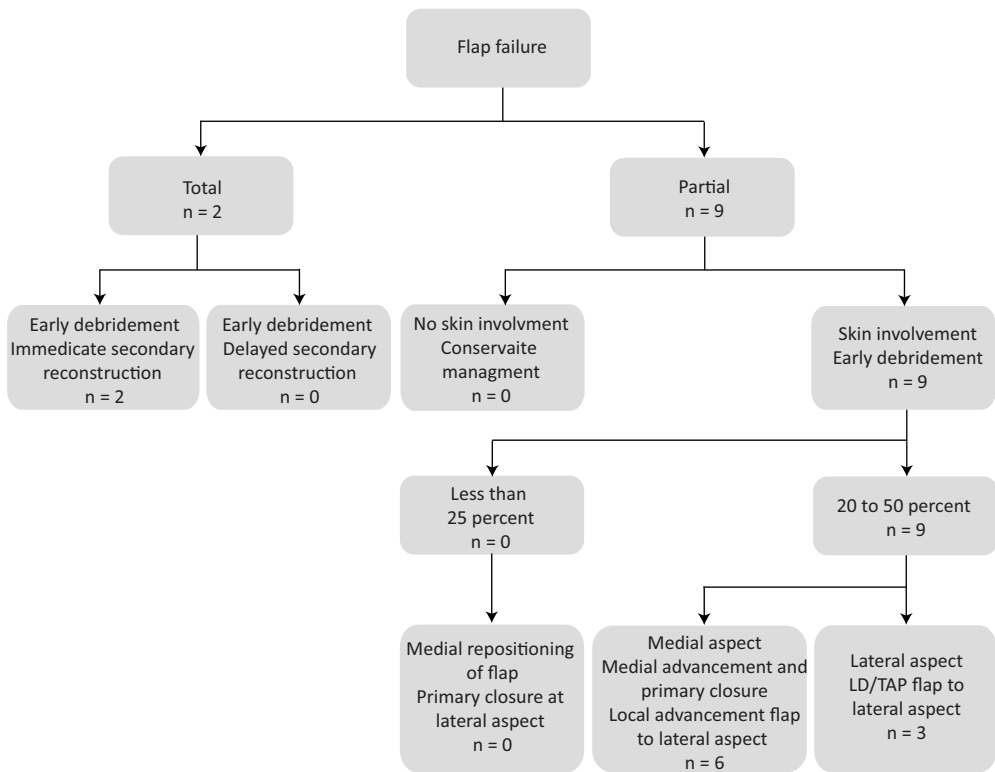 Flap failure
Total
n = 2
Partial
n = 9
Early debridement
Immedicate secondary
reconstruction
n = 2
Early debridement
Delayed secondary
reconstruction
n = 0
No skin involvment
Conservaite
managment
n = 0
Skin involvement
Early debridement
n = 9
Less than
25 percent
n = 0
20 to 50 percent
n = 9
Medial repositioning
of flap
Primary closure at
lateral aspect
n = 0
Medial aspect
Medial advancement and
primary closure
Local advancement flap
to lateral aspect
n = 6
Lateral aspect
LD/TAP flap to
lateral aspect
n = 3